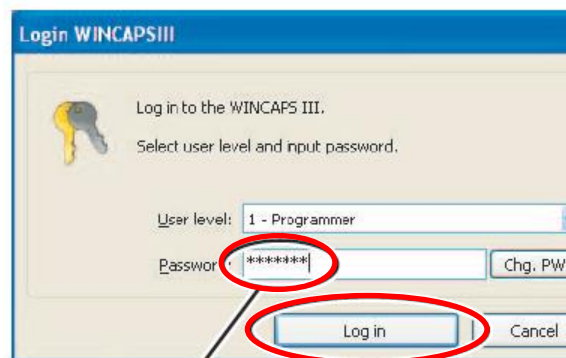 Login WINCAPSIII
Log in to the WINCAPS III.
Select user level and input password.
User level: 1 - Programmer
Passwor *******
Chg. PW
Log in
Cancel